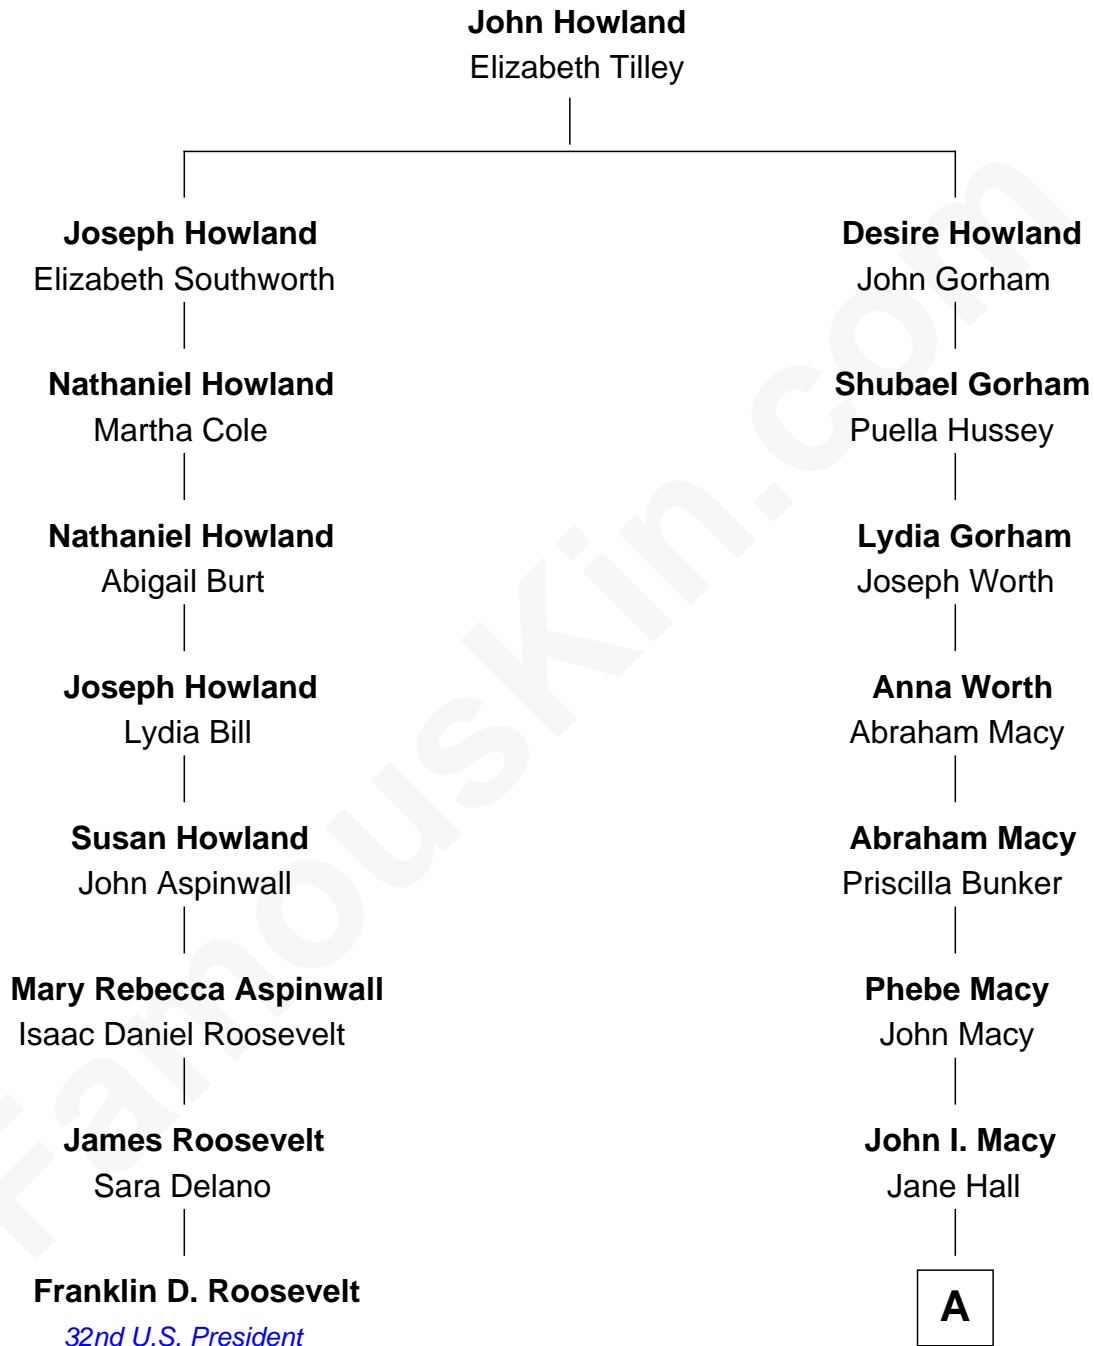 John Howland
Elizabeth Tilley
Joseph Howland
Elizabeth Southworth
Desire Howland
John Gorham
Nathaniel Howland
Martha Cole
Shubael Gorham
Puella Hussey
Nathaniel Howland
Abigail Burt
Lydia Gorham
Joseph Worth
Joseph Howland
Lydia Bill
Anna Worth
Abraham Macy
Susan Howland
John Aspinwall
Abraham Macy
Priscilla Bunker
Mary Rebecca Aspinwall
Isaac Daniel Roosevelt
Phebe Macy
John Macy
James Roosevelt
Sara Delano
John I. Macy
Jane Hall
Franklin D. Roosevelt
32nd U.S. President
A
FamousKin.com